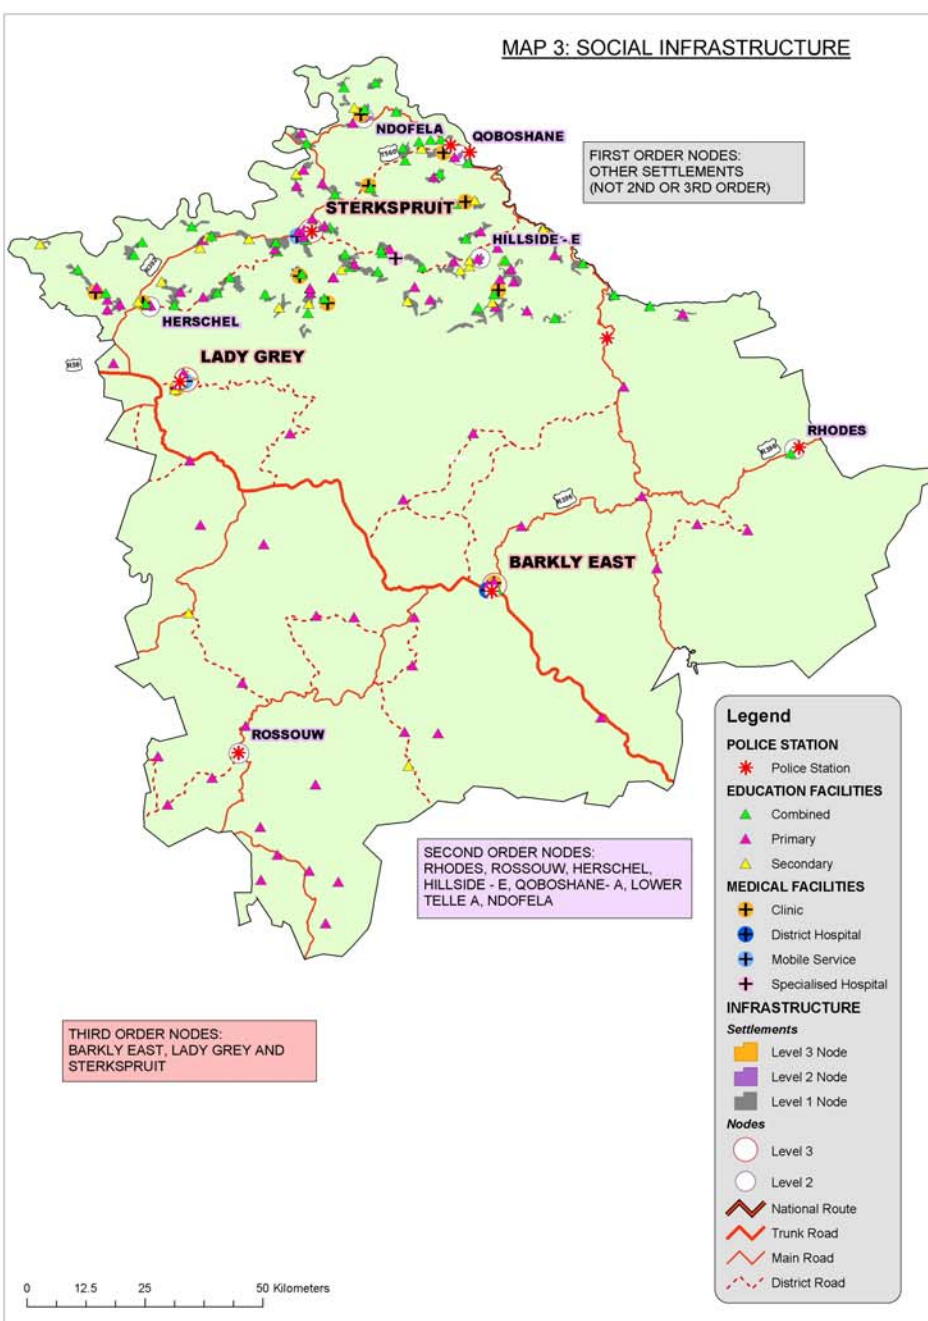 MAP 3: SOCIAL INFRASTRUCTURE
NDOFELA
QOBOSHANE
FIRST ORDER NODES:
OTHER SETTLEMENTS
(NOT 2ND OR 3RD ORDER)
STERKSPRUIT
HILLSIDE - E
HERSCHEL
LADY GREY
RHODES
R396
BARKLY EAST
ROSSOUW
SECOND ORDER NODES:
RHODES, ROSSOUW, HERSCHEL,
HILLSIDE - E, QOBOSHANE- A, LOWER
TELLE A, NDOFELA
THIRD ORDER NODES:
BARKLY EAST, LADY GREY AND
STERKSPRUIT
Legend
POLICE STATION
Police Station
EDUCATION FACILITIES
Combined
Primary
Secondary
MEDICAL FACILITIES
Clinic
District Hospital
Mobile Service
Specialised Hospital
INFRASTRUCTURE
Settlements
Level 3 Node
Level 2 Node
Level 1 Node
Nodes
Level 3
Level 2
National Route
Trunk Road
Main Road
District Road
0 12.5 25 50 Kilometers